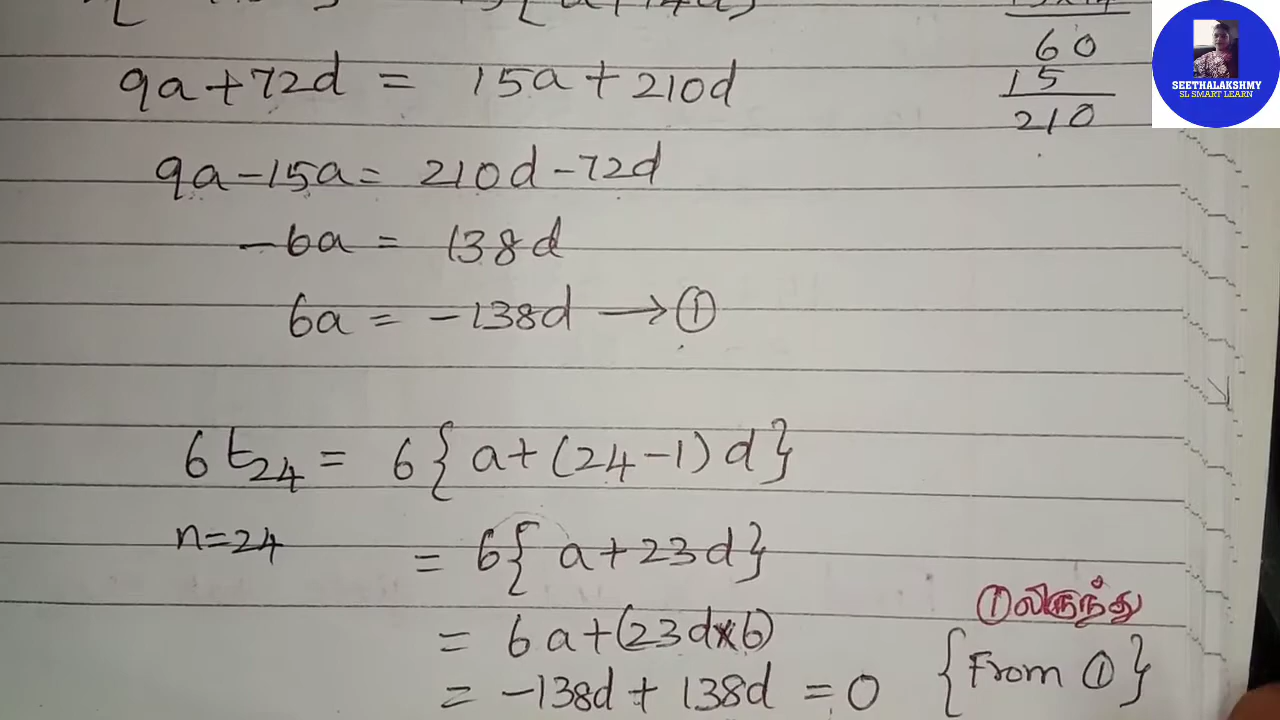 9a+72d = 15a+210d
60
15
210
9a-15a= 210d-72d
-6a = 138d
6a = -138d → ①
6t24 = 6{a+(24-1)d}
n=24
= 6{a+23d}
= 6a+(23d×6)
①லிருந்து
= -138d + 138d = 0 {From ①}
SEETHALAKSHMY
SL SMART LEARN